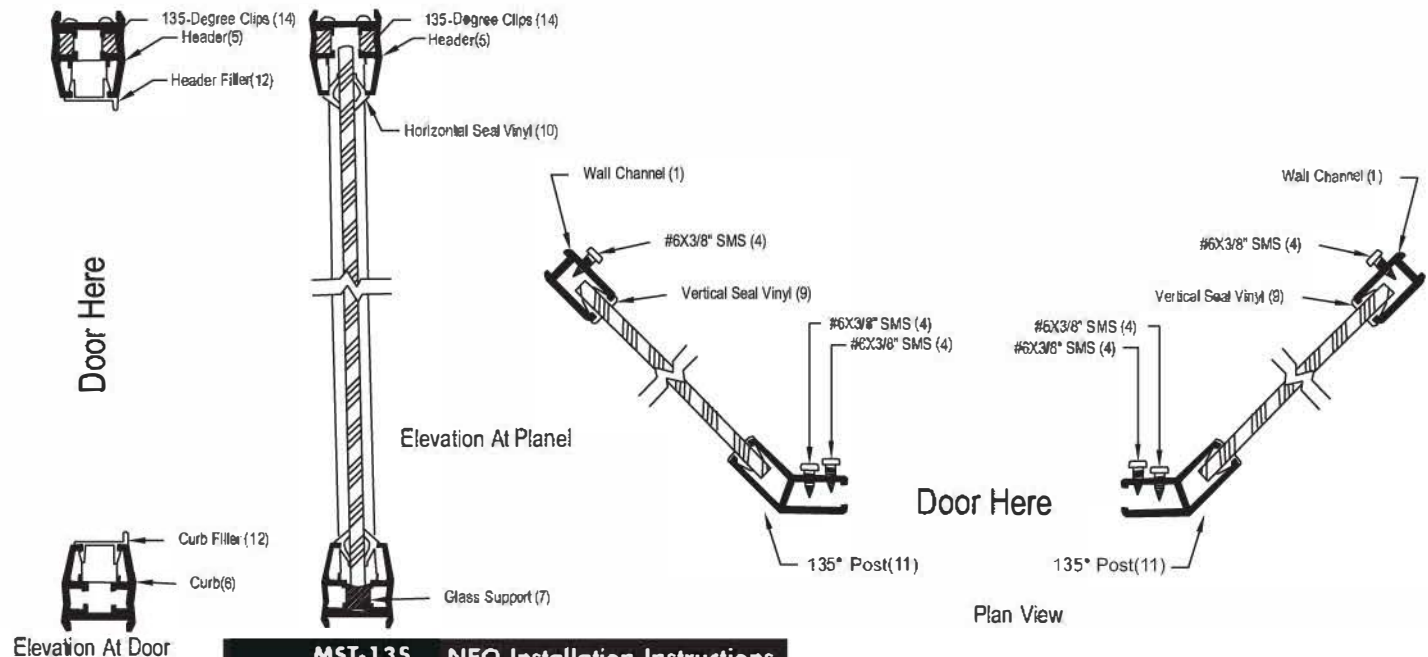 135-Degree Clips (14)
Header(5)
Header Filler(12)
Door Here
Curb Filler (12)
Curb(6)
Elevation At Door
135-Degree Clips (14)
Header(5)
Horizontal Seal Vinyl (10)
Elevation At Planel
Glass Support (7)
Wall Channel (1)
#6X3/8" SMS (4)
Vertical Seal Vinyl (9)
#6X3/8" SMS (4)
#6X3/8" SMS (4)
135° Post(11)
Door Here
Wall Channel (1)
#6X3/8" SMS (4)
Vertical Seal Vinyl (9)
#6X3/8" SMS (4)
#6X3/8" SMS (4)
135° Post(11)
Plan View
MST-135 NEO Installation Instructions